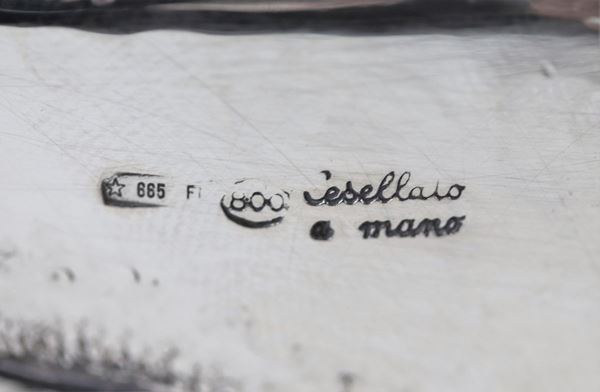 ☆ 665 FI 800 Cesellato
a mano